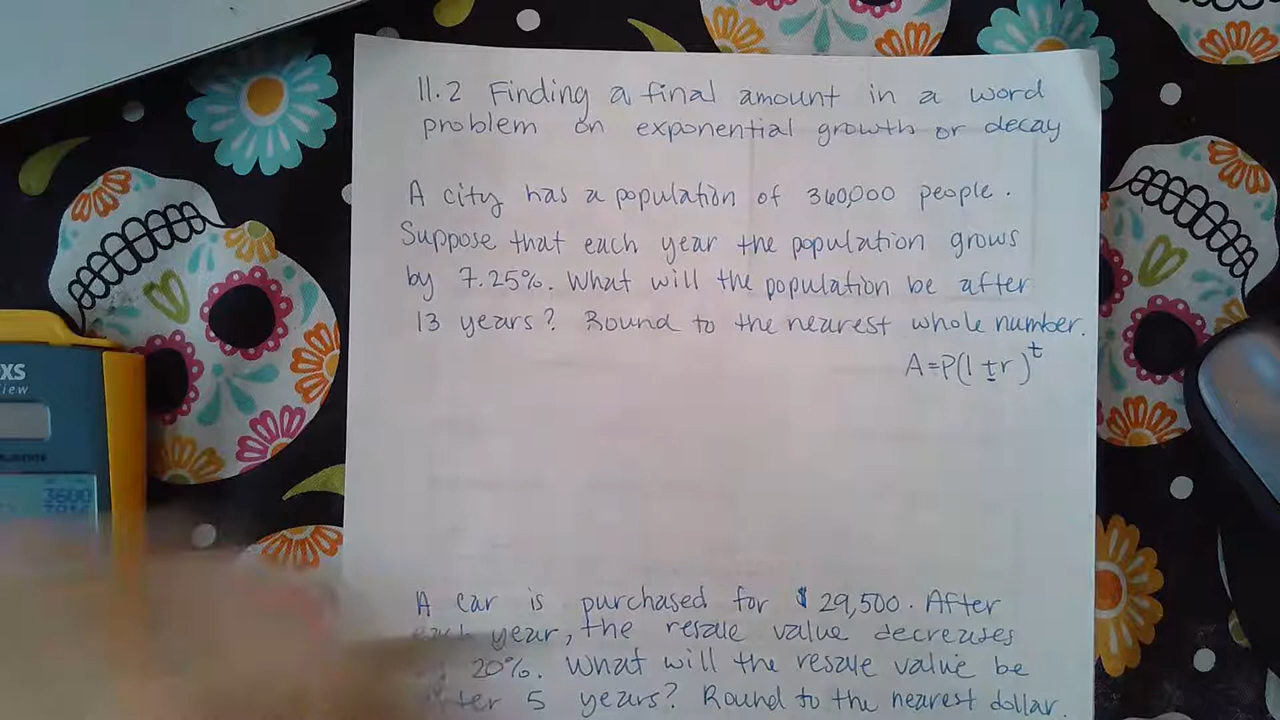 11.2 Finding a final amount in a word
problem on exponential growth or decay
A city has a population of 360,000 people.
Suppose that each year the population grows
by 7.25%. What will the population be after
13 years? Round to the nearest whole number.
A=P(1±r)^t
XS
3600
A car is purchased for $29,500. After
each year, the resale value decreases
20%. What will the resale value be
5 years? Round to the nearest dollar.